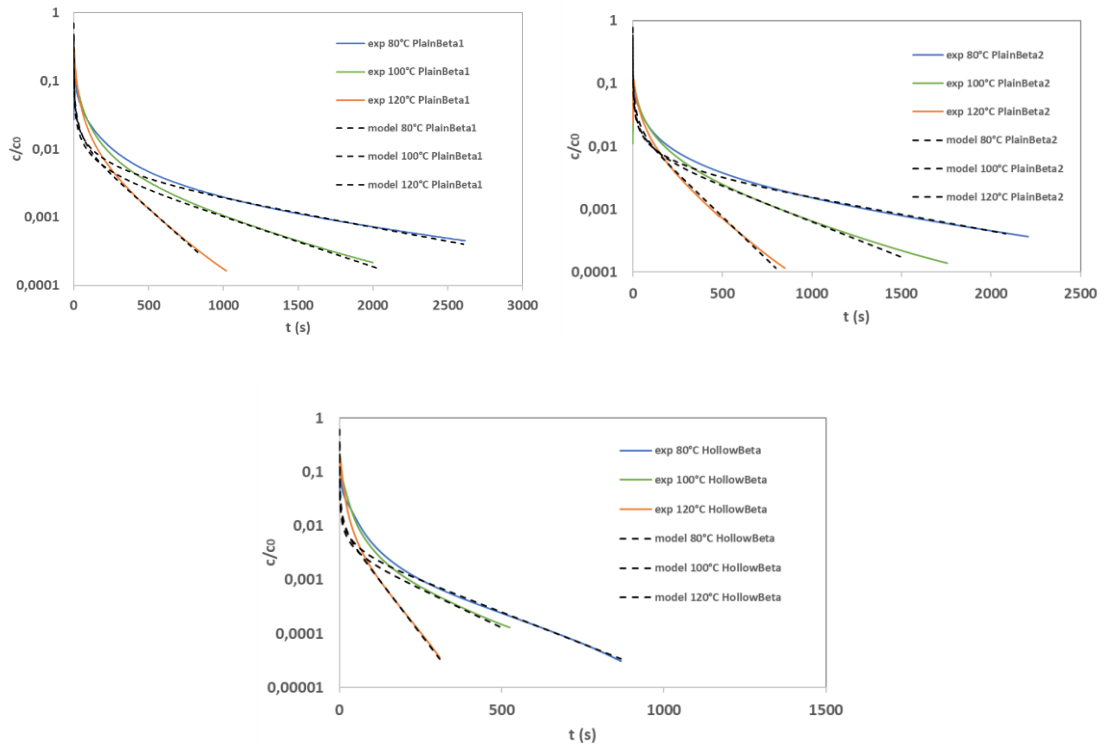 1
0,1
0,01
0,001
0,0001
c/c0
0 500 1000 1500 2000 2500 3000
t (s)
exp 80°C PlainBeta1
exp 100°C PlainBeta1
exp 120°C PlainBeta1
model 80°C PlainBeta1
model 100°C PlainBeta1
model 120°C PlainBeta1
1
0,1
0,01
0,001
0,0001
c/c0
0 500 1000 1500 2000 2500
t (s)
exp 80°C PlainBeta2
exp 100°C PlainBeta2
exp 120°C PlainBeta2
model 80°C PlainBeta2
model 100°C PlainBeta2
model 120°C PlainBeta2
1
0,1
0,01
0,001
0,0001
0,00001
c/c0
0 500 1000 1500
t (s)
exp 80°C HollowBeta
exp 100°C HollowBeta
exp 120°C HollowBeta
model 80°C HollowBeta
model 100°C HollowBeta
model 120°C HollowBeta